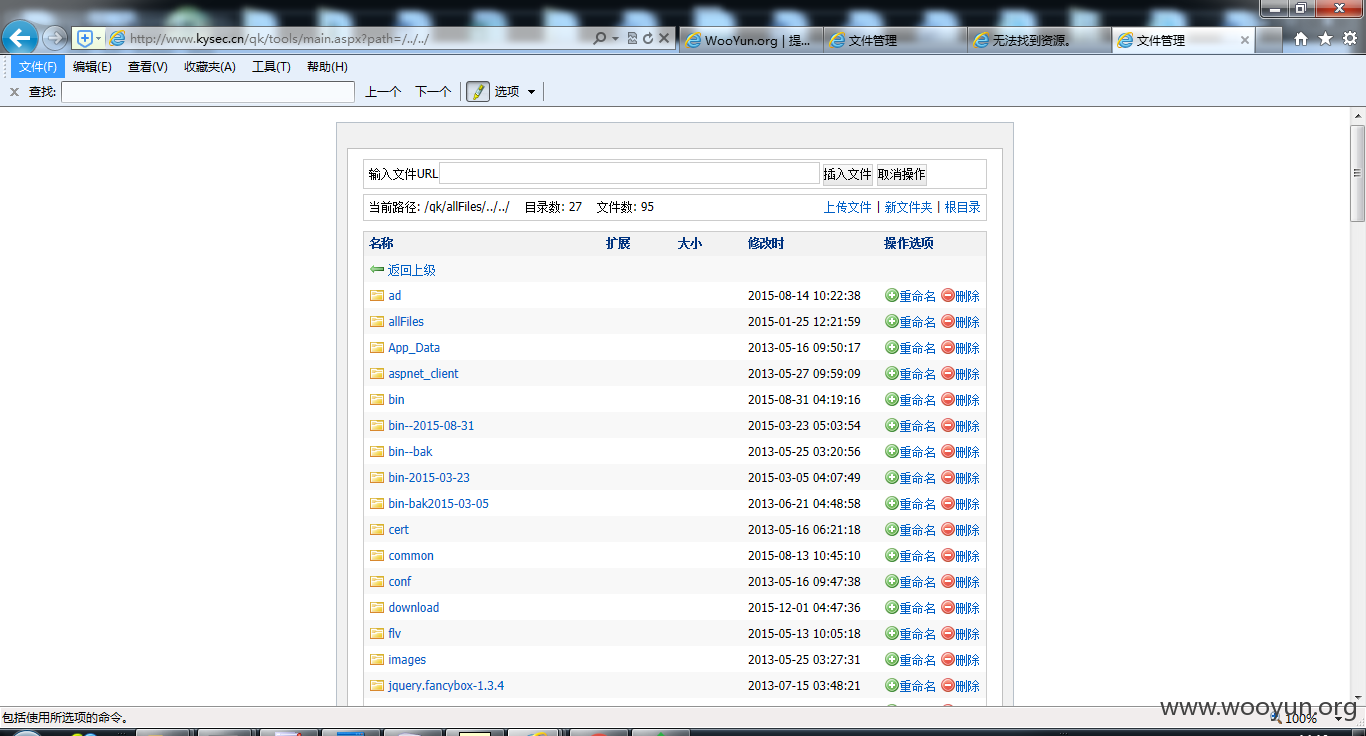 http://www.kysec.cn/qk/tools/main.aspx?path=/../../
WooYun.org | 提... 文件管理 无法找到资源。 文件管理
文件(F) 编辑(E) 查看(V) 收藏夹(A) 工具(T) 帮助(H)
查找: 上一个 下一个 选项
输入文件URL 插入文件 取消操作
当前路径: /qk/allFiles/../../ 目录数: 27 文件数: 95 上传文件 | 新文件夹 | 根目录
名称 扩展 大小 修改时 操作选项
返回上级
ad 2015-08-14 10:22:38 重命名 删除
allFiles 2015-01-25 12:21:59 重命名 删除
App_Data 2013-05-16 09:50:17 重命名 删除
aspnet_client 2013-05-27 09:59:09 重命名 删除
bin 2015-08-31 04:19:16 重命名 删除
bin--2015-08-31 2015-03-23 05:03:54 重命名 删除
bin--bak 2013-05-25 03:20:56 重命名 删除
bin-2015-03-23 2015-03-05 04:07:49 重命名 删除
bin-bak2015-03-05 2013-06-21 04:48:58 重命名 删除
cert 2013-05-16 06:21:18 重命名 删除
common 2015-08-13 10:45:10 重命名 删除
conf 2013-05-16 09:47:38 重命名 删除
download 2015-12-01 04:47:36 重命名 删除
flv 2015-05-13 10:05:18 重命名 删除
images 2013-05-25 03:27:31 重命名 删除
jquery.fancybox-1.3.4 2013-07-15 03:48:21 重命名 删除
www.wooyun.org
包括使用所选项的命令。 100%